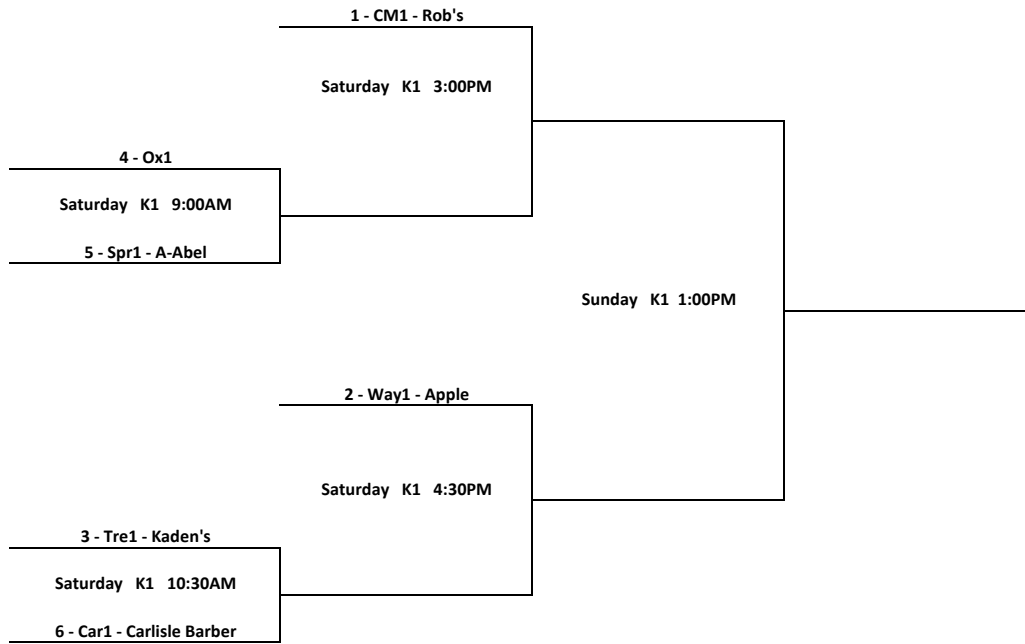 1 - CM1 - Rob's
Saturday K1 3:00PM
4 - Ox1
Saturday K1 9:00AM
5 - Spr1 - A-Abel
Sunday K1 1:00PM
2 - Way1 - Apple
Saturday K1 4:30PM
3 - Tre1 - Kaden's
Saturday K1 10:30AM
6 - Car1 - Carlisle Barber